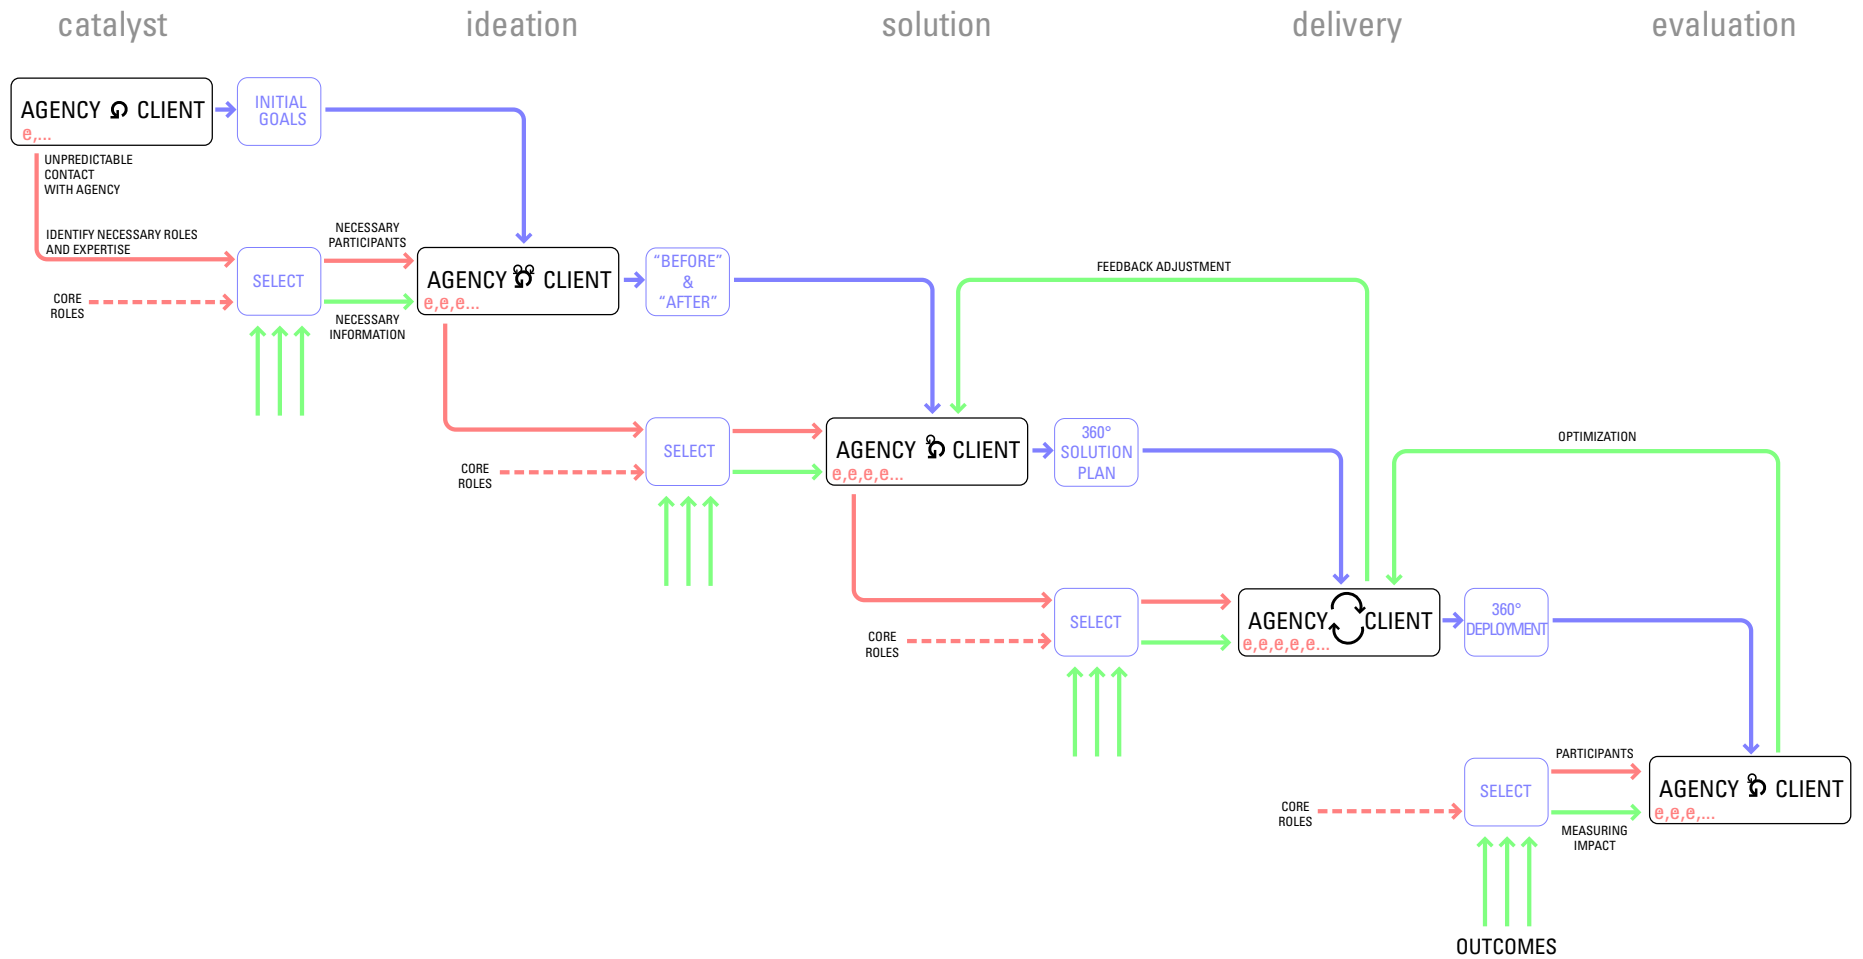 catalyst
ideation
solution
delivery
evaluation
AGENCY CLIENT
e,...
INITIAL
GOALS
UNPREDICTABLE
CONTACT
WITH AGENCY
IDENTIFY NECESSARY ROLES
AND EXPERTISE
CORE
ROLES
SELECT
NECESSARY
PARTICIPANTS
NECESSARY
INFORMATION
AGENCY CLIENT
e,e,e...
“BEFORE”
&
“AFTER”
FEEDBACK ADJUSTMENT
CORE
ROLES
SELECT
AGENCY CLIENT
e,e,e,e...
360°
SOLUTION
PLAN
OPTIMIZATION
CORE
ROLES
SELECT
AGENCY CLIENT
e,e,e,e,e...
360°
DEPLOYMENT
CORE
ROLES
SELECT
PARTICIPANTS
MEASURING
IMPACT
AGENCY CLIENT
e,e,e,...
OUTCOMES